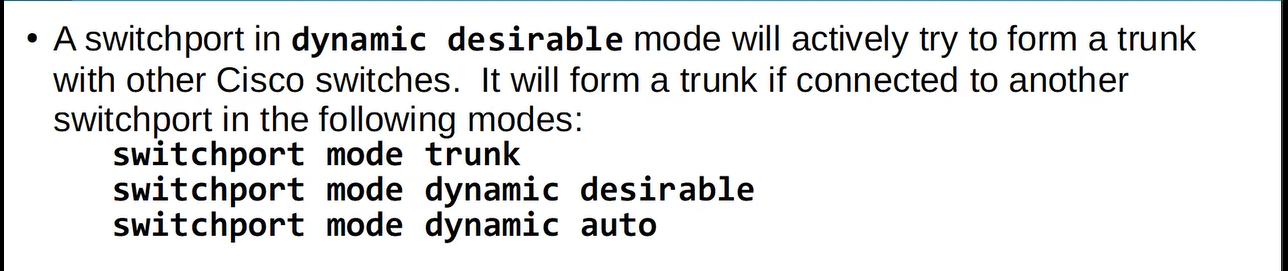 • A switchport in dynamic desirable mode will actively try to form a trunk
with other Cisco switches.  It will form a trunk if connected to another
switchport in the following modes:
switchport mode trunk
switchport mode dynamic desirable
switchport mode dynamic auto